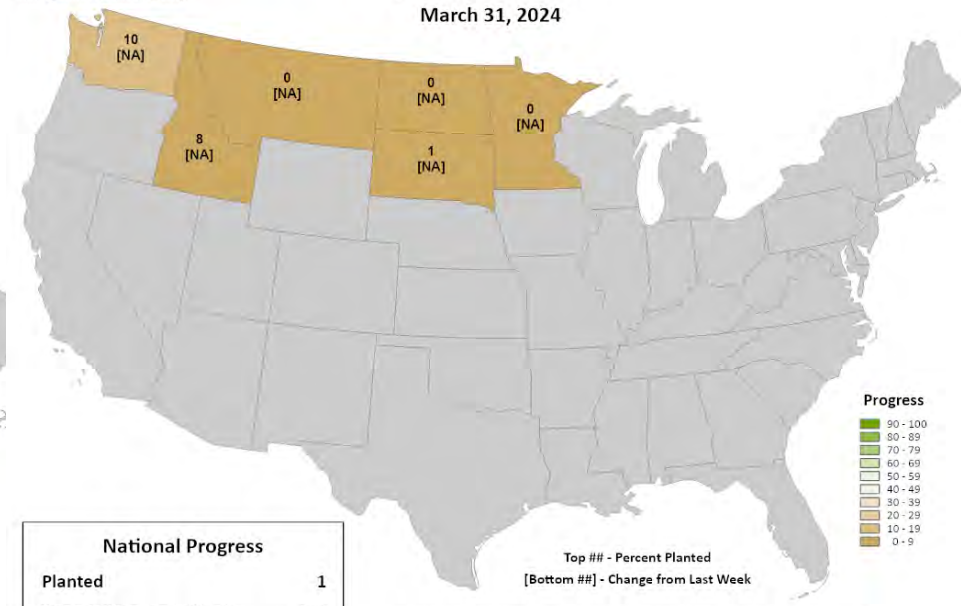 March 31, 2024
10
[NA]
0
[NA]
0
[NA]
0
[NA]
8
[NA]
1
[NA]
Progress
90 - 100
80 - 89
70 - 79
60 - 69
50 - 59
40 - 49
30 - 39
20 - 29
10 - 19
0 - 9
National Progress
Planted 1
Top ## - Percent Planted
[Bottom ##] - Change from Last Week